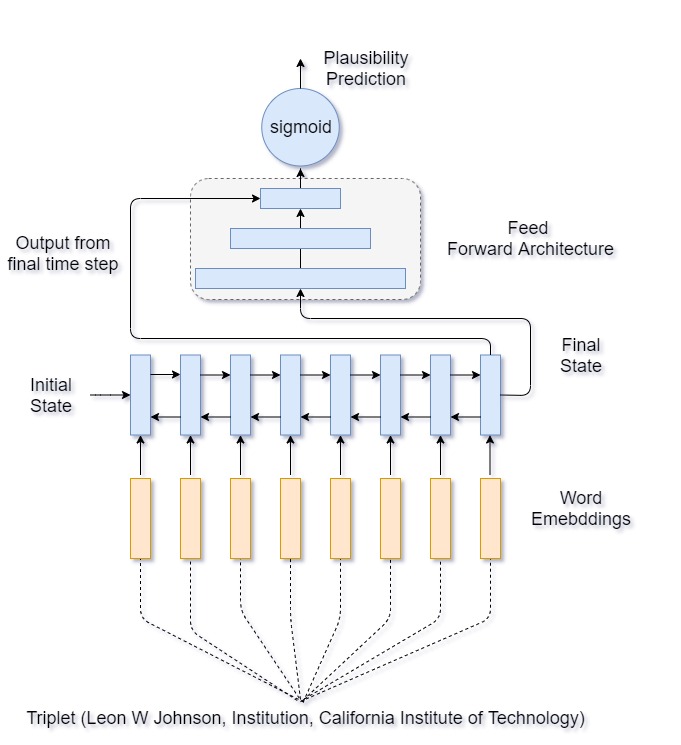 Plausibility
Prediction
sigmoid
Output from
final time step
Feed
Forward Architecture
Final
State
Initial
State
Word
Emebddings
Triplet (Leon W Johnson, Institution, California Institute of Technology)